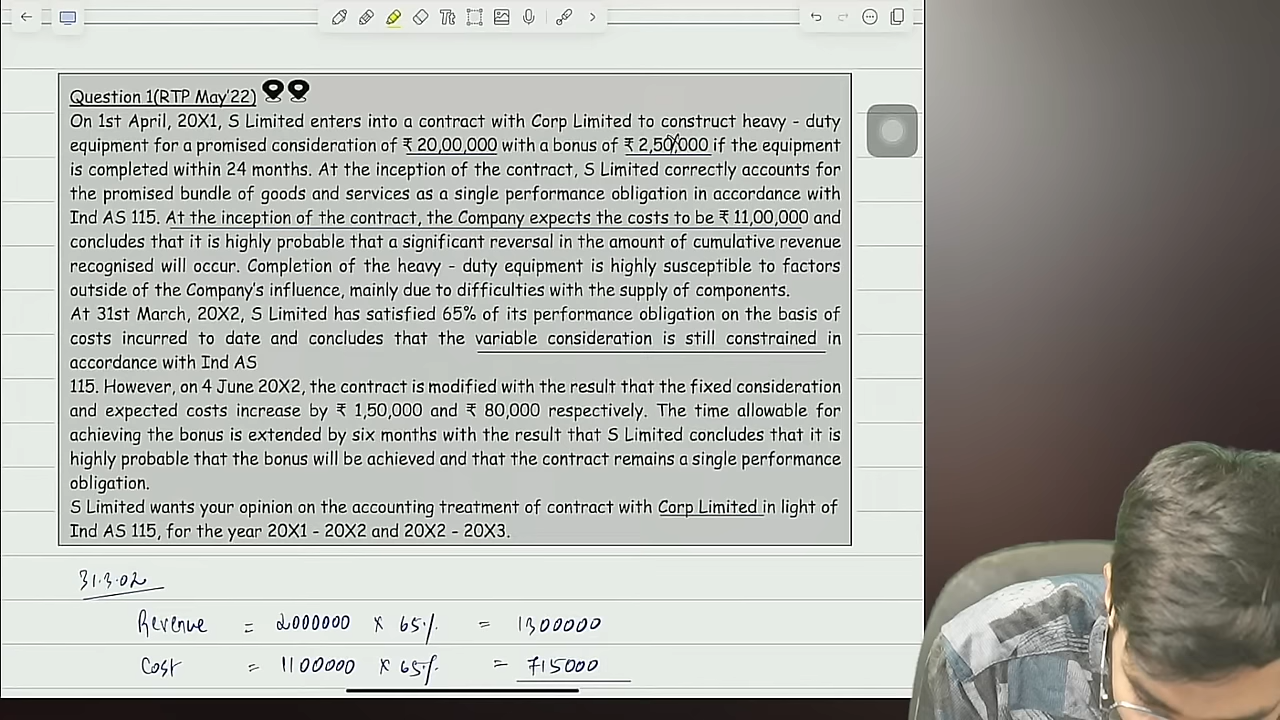 Question 1(RTP May'22)
On 1st April, 20X1, S Limited enters into a contract with Corp Limited to construct heavy - duty
equipment for a promised consideration of ₹ 20,00,000 with a bonus of ₹ 2,50,000 if the equipment
is completed within 24 months. At the inception of the contract, S Limited correctly accounts for
the promised bundle of goods and services as a single performance obligation in accordance with
Ind AS 115. At the inception of the contract, the Company expects the costs to be ₹ 11,00,000 and
concludes that it is highly probable that a significant reversal in the amount of cumulative revenue
recognised will occur. Completion of the heavy - duty equipment is highly susceptible to factors
outside of the Company's influence, mainly due to difficulties with the supply of components.
At 31st March, 20X2, S Limited has satisfied 65% of its performance obligation on the basis of
costs incurred to date and concludes that the variable consideration is still constrained in
accordance with Ind AS
115. However, on 4 June 20X2, the contract is modified with the result that the fixed consideration
and expected costs increase by ₹ 1,50,000 and ₹ 80,000 respectively. The time allowable for
achieving the bonus is extended by six months with the result that S Limited concludes that it is
highly probable that the bonus will be achieved and that the contract remains a single performance
obligation.
S Limited wants your opinion on the accounting treatment of contract with Corp Limited in light of
Ind AS 115, for the year 20X1 - 20X2 and 20X2 - 20X3.
31.3.02
Revenue = 2000000 x 65% = 1300000
Cost = 1100000 x 65% = 715000